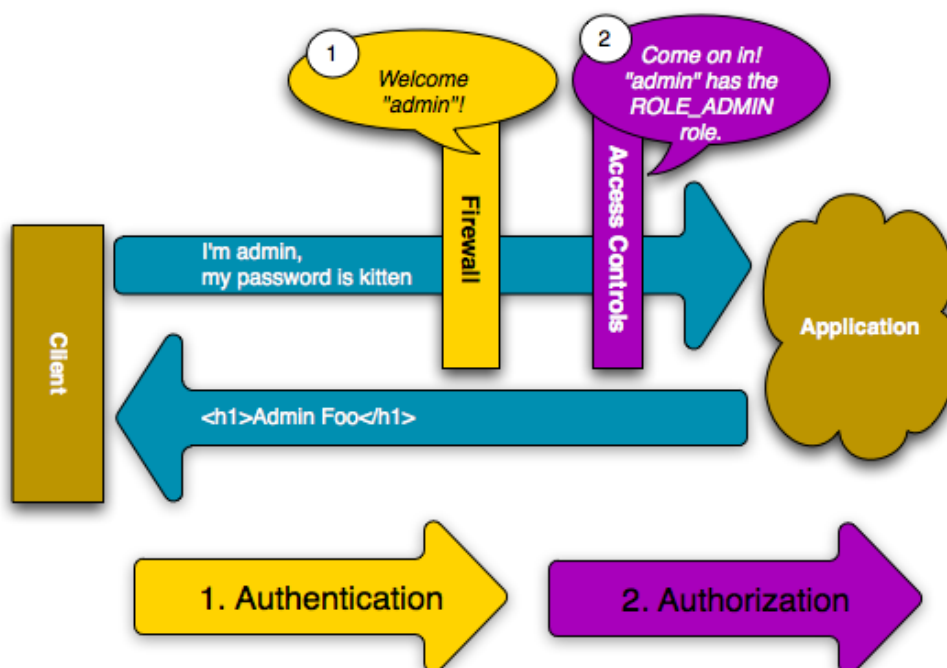 1
Welcome
"admin"!
2
Come on in!
"admin" has the
ROLE_ADMIN
role.
Firewall
Access Controls
I'm admin,
my password is kitten
Client
Application
<h1>Admin Foo</h1>
1. Authentication
2. Authorization